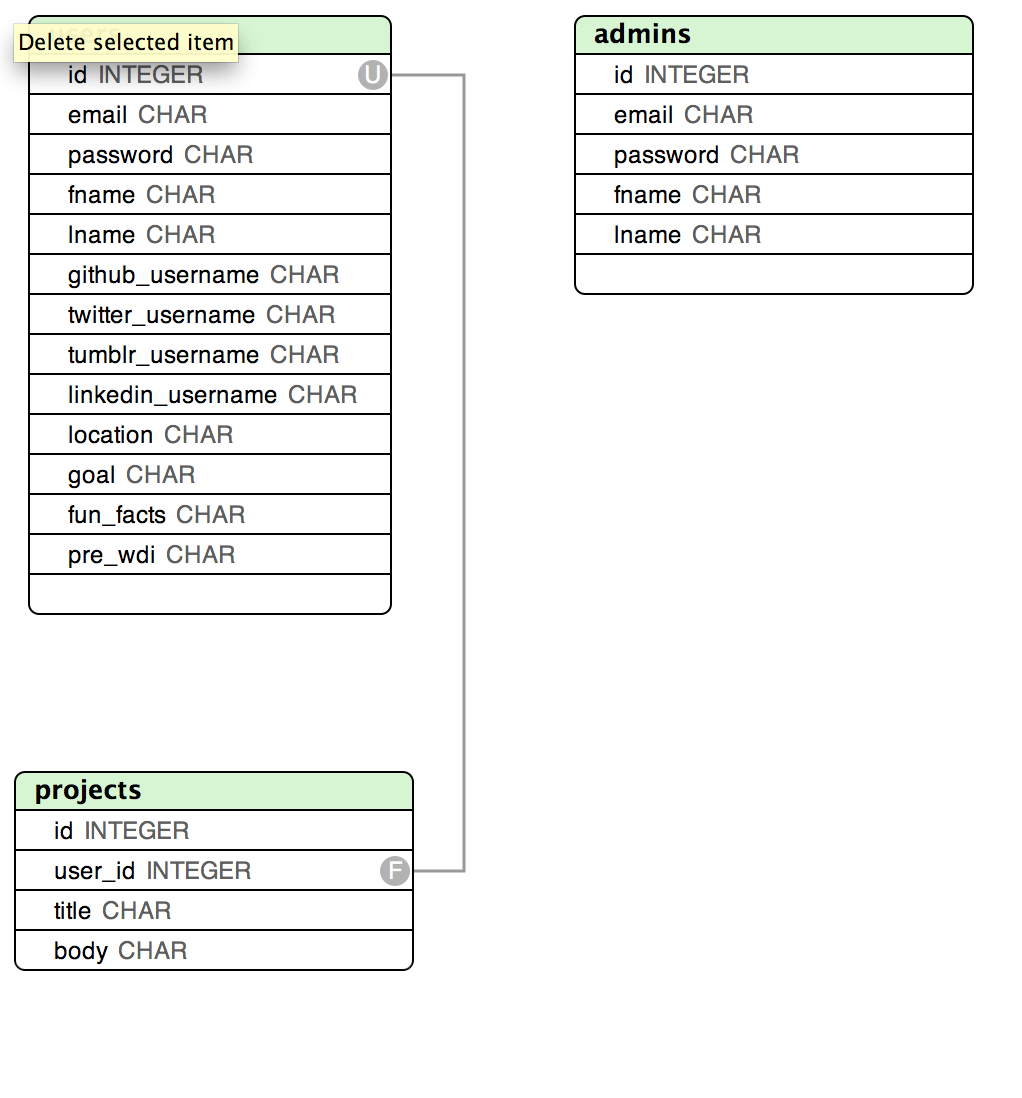 Delete selected item
id INTEGER U
email CHAR
password CHAR
fname CHAR
lname CHAR
github_username CHAR
twitter_username CHAR
tumblr_username CHAR
linkedin_username CHAR
location CHAR
goal CHAR
fun_facts CHAR
pre_wdi CHAR
admins
id INTEGER
email CHAR
password CHAR
fname CHAR
lname CHAR
projects
id INTEGER
user_id INTEGER F
title CHAR
body CHAR